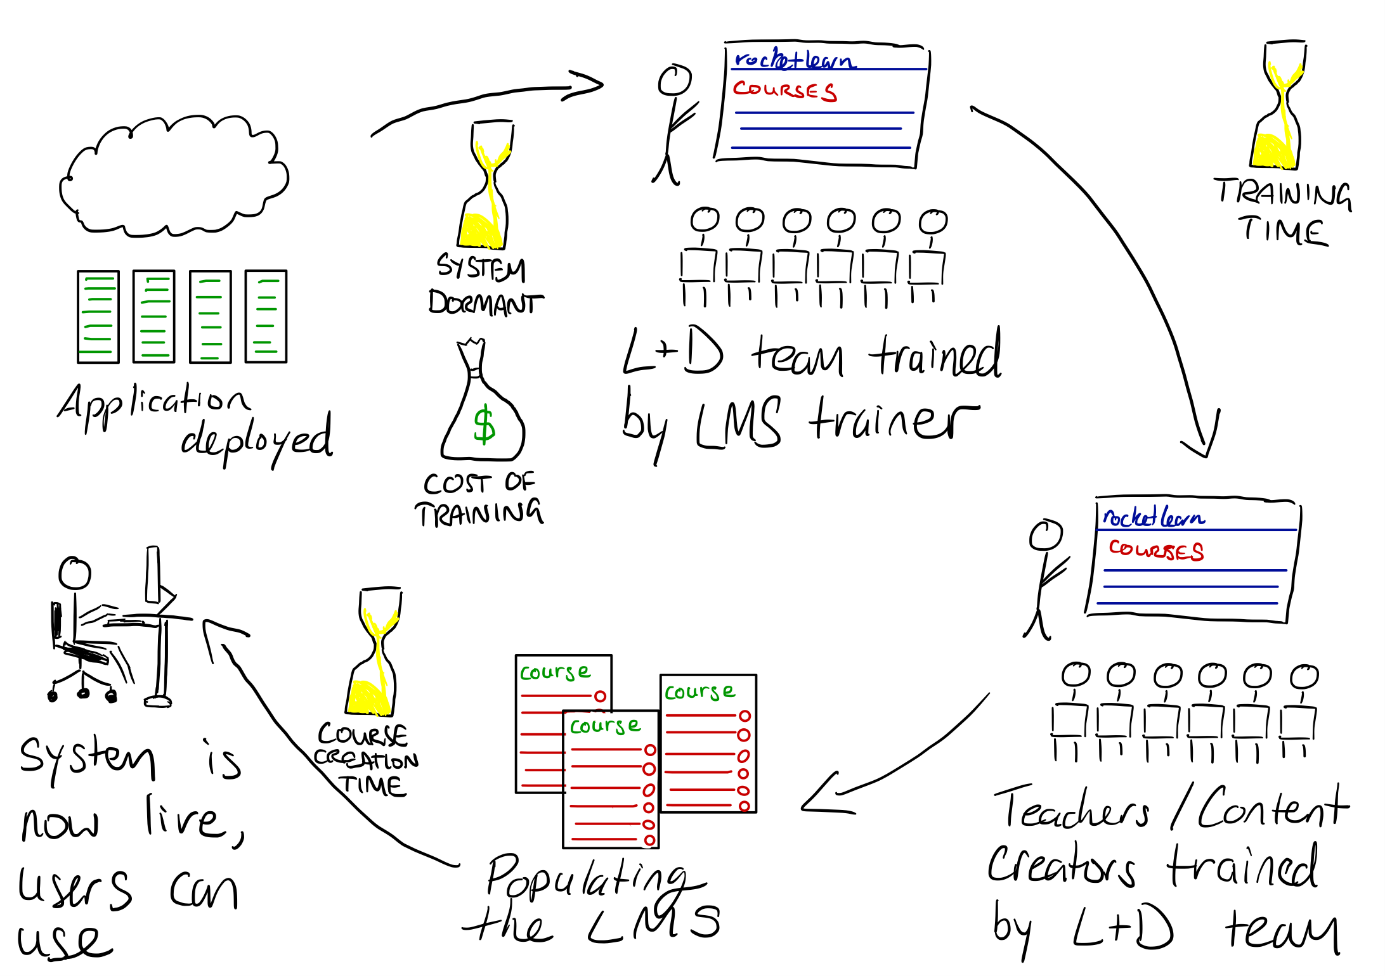 Application
deployed
SYSTEM
DORMANT
$
COST OF
TRAINING
rocketlearn
COURSES
L+D team trained
by LMS trainer
TRAINING
TIME
rocketlearn
COURSES
Teachers / Content
Creators trained
by L+D team
course
course
course
Populating
the LMS
COURSE
CREATION
TIME
System is
now live,
users can
use